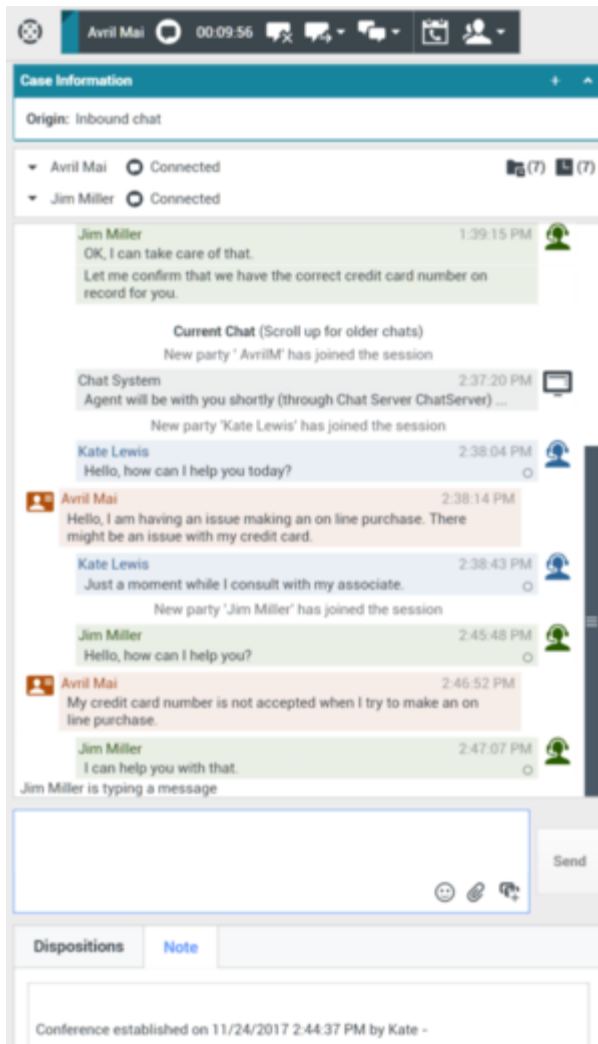 Avril Mai 00:09:56
Case Information
Origin: Inbound chat
Avril Mai Connected (7) (7)
Jim Miller Connected
Jim Miller 1:39:15 PM
OK, I can take care of that.
Let me confirm that we have the correct credit card number on
record for you.
Current Chat (Scroll up for older chats)
New party ' AvrilM' has joined the session
Chat System 2:37:20 PM
Agent will be with you shortly (through Chat Server ChatServer) ...
New party 'Kate Lewis' has joined the session
Kate Lewis 2:38:04 PM
Hello, how can I help you today?
Avril Mai 2:38:14 PM
Hello, I am having an issue making an on line purchase. There
might be an issue with my credit card.
Kate Lewis 2:38:43 PM
Just a moment while I consult with my associate.
New party 'Jim Miller' has joined the session
Jim Miller 2:45:48 PM
Hello, how can I help you?
Avril Mai 2:46:52 PM
My credit card number is not accepted when I try to make an on
line purchase.
Jim Miller 2:47:07 PM
I can help you with that.
Jim Miller is typing a message
Send
Dispositions Note
Conference established on 11/24/2017 2:44:37 PM by Kate -